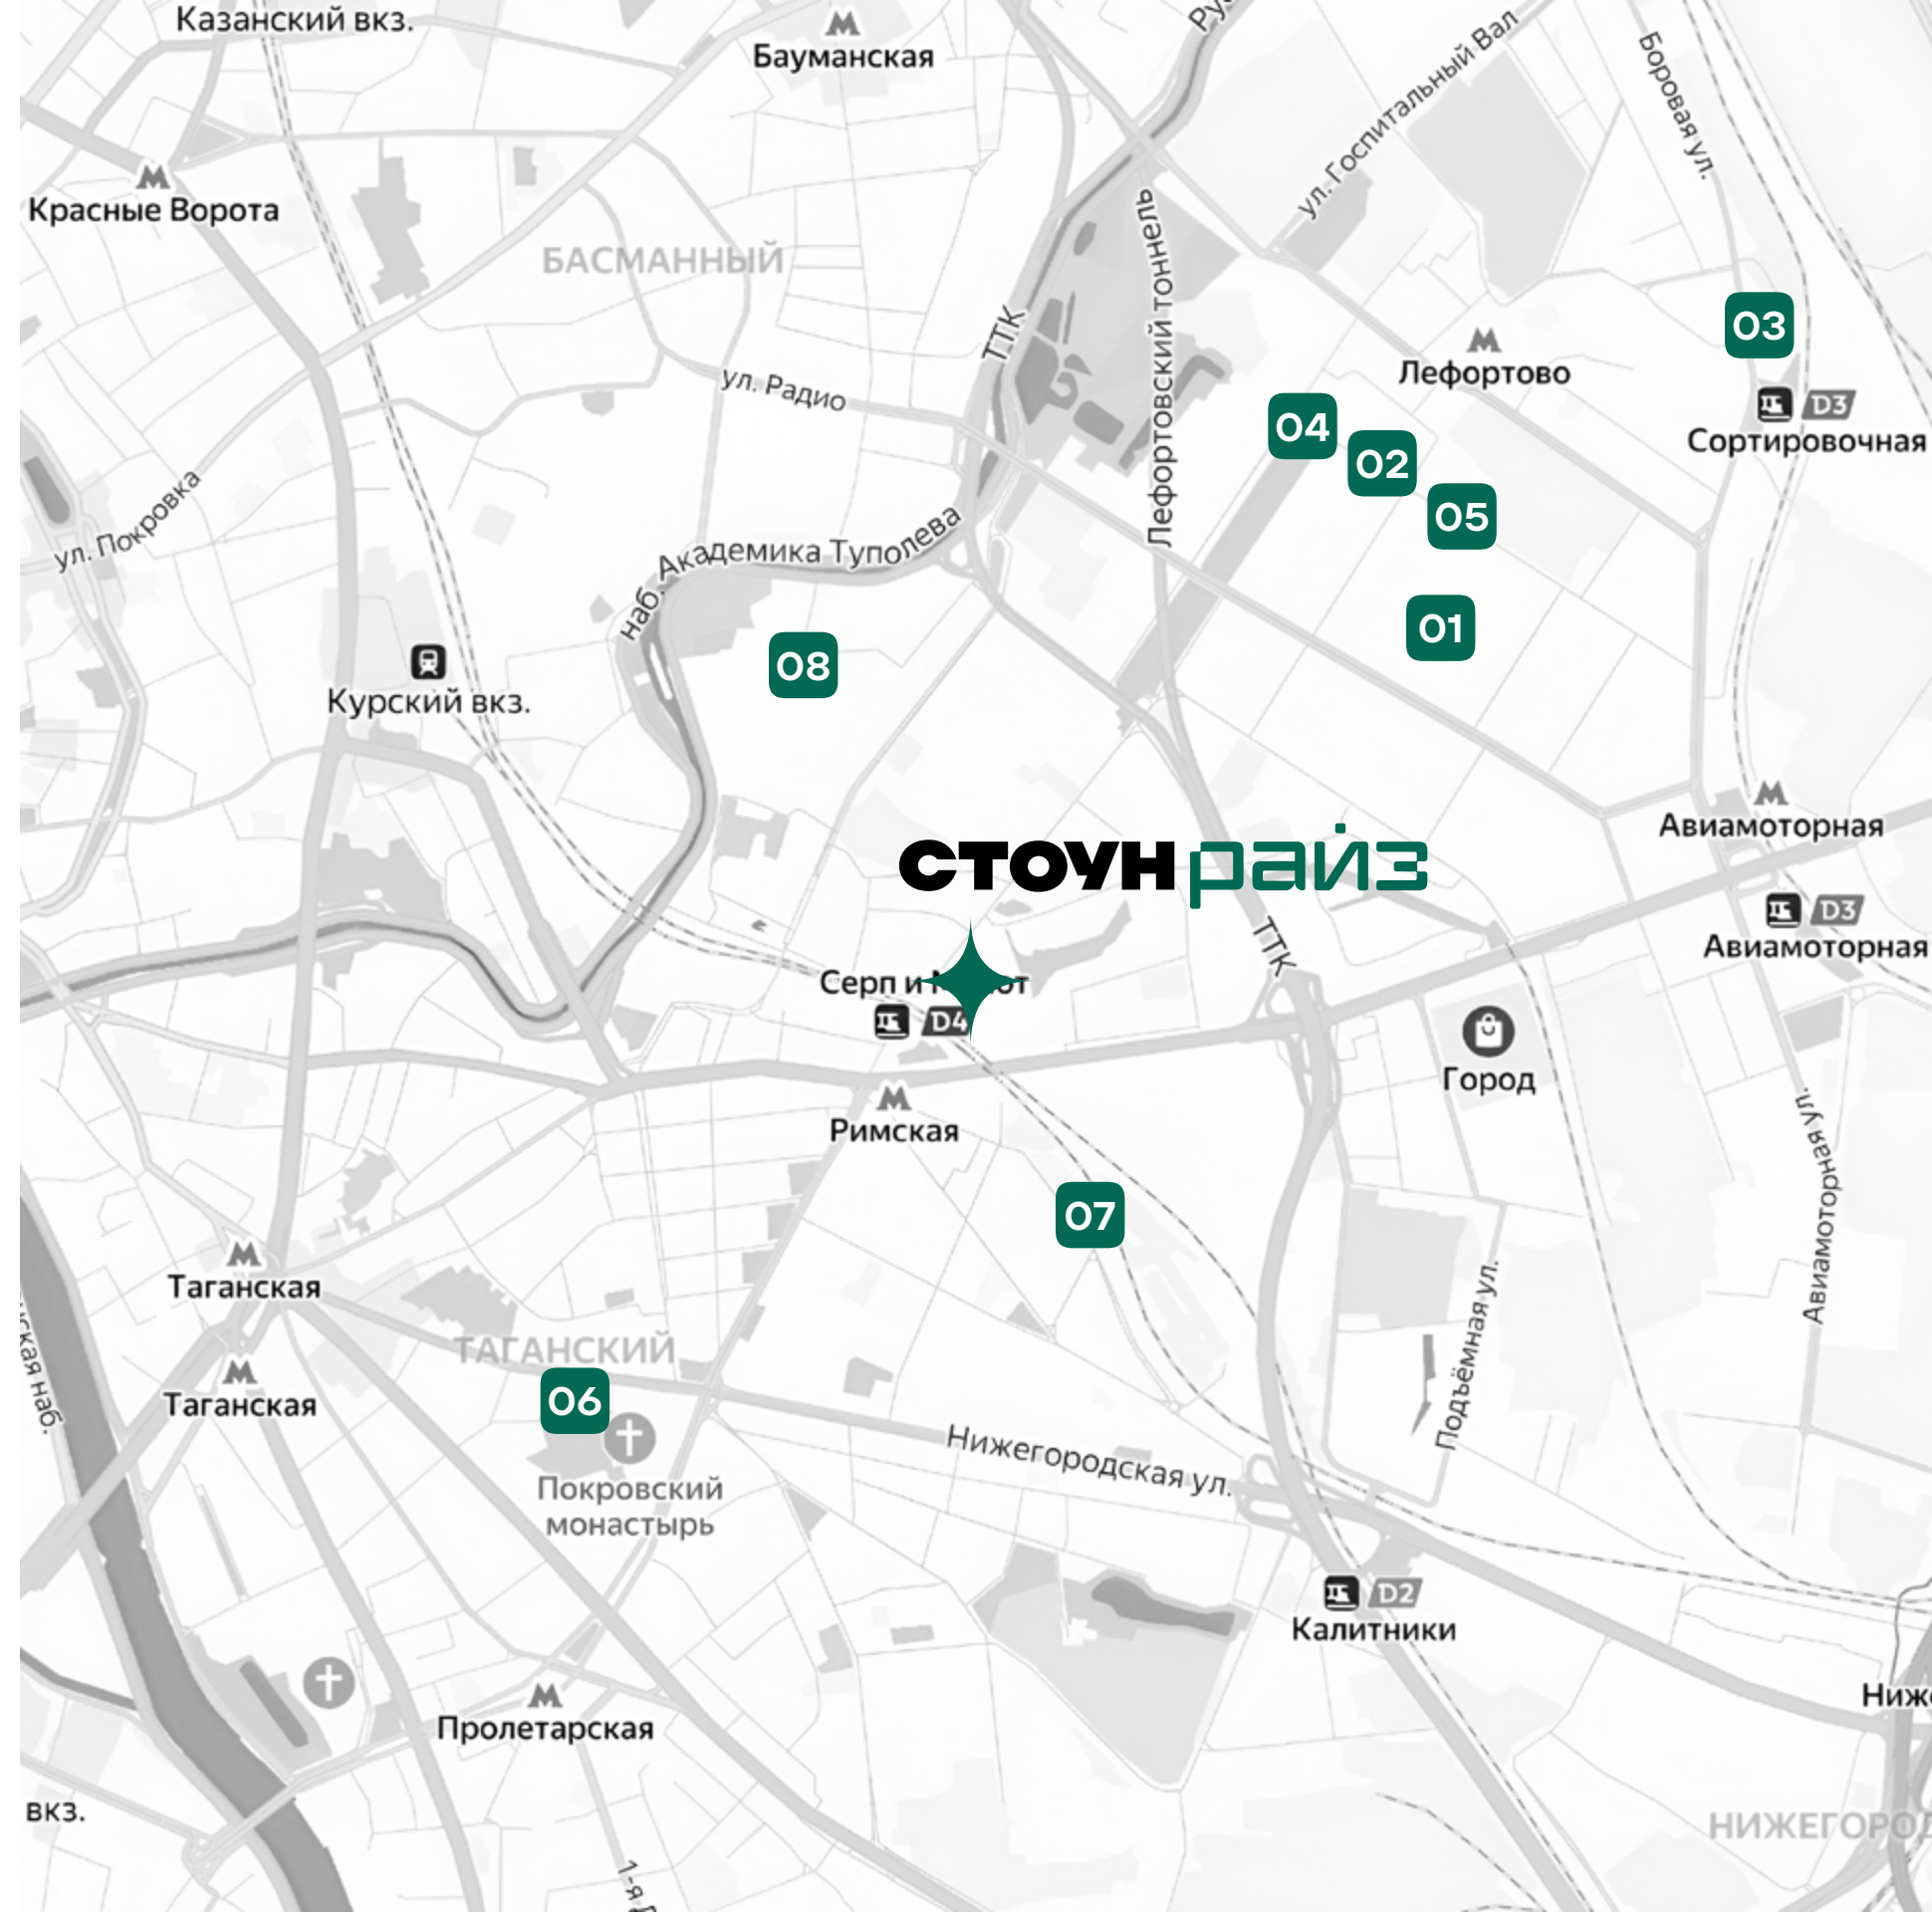 Казанский вкз.
Бауманская
ул. Госпитальный Вал
Боровая ул.
Красные Ворота
БАСМАННЫЙ
Лефортовский тоннель
ТТК
03
Лефортово
ул. Радио
D3
Сортировочная
04
02
05
ул. Покровка
наб. Академика Туполева
01
08
Курский вкз.
Авиамоторная
СТОУН райз
D3
Авиамоторная
ТТК
Серп и
D4
Город
Римская
Авиамоторная ул.
07
Таганская
ТАГАНСКИЙ
Подъёмная ул.
Таганская
06
Нижегородская ул.
Покровский
монастырь
D2
Калитники
Пролетарская
вкз.